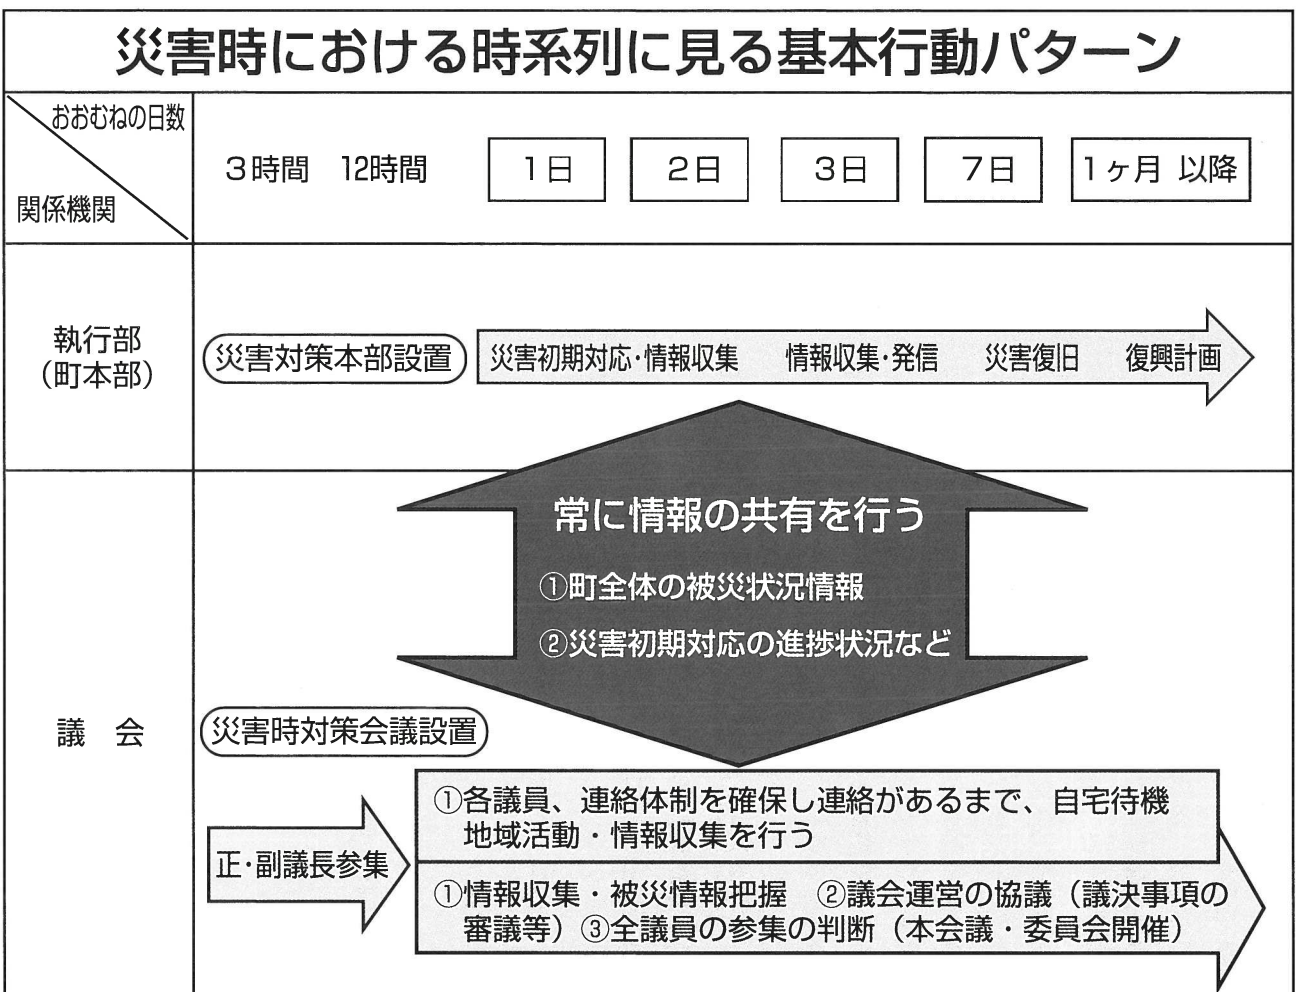 災害時における時系列に見る基本行動パターン
おおむねの日数
関係機関
３時間 12時間 １日 ２日 ３日 ７日 １ヶ月 以降
執行部
（町本部）
災害対策本部設置
災害初期対応・情報収集 情報収集・発信 災害復旧 復興計画
常に情報の共有を行う
①町全体の被災状況情報
②災害初期対応の進捗状況など
議 会
災害時対策会議設置
正・副議長参集
①各議員、連絡体制を確保し連絡があるまで、自宅待機
地域活動・情報収集を行う
①情報収集・被災情報把握 ②議会運営の協議（議決事項の
審議等）③全議員の参集の判断（本会議・委員会開催）